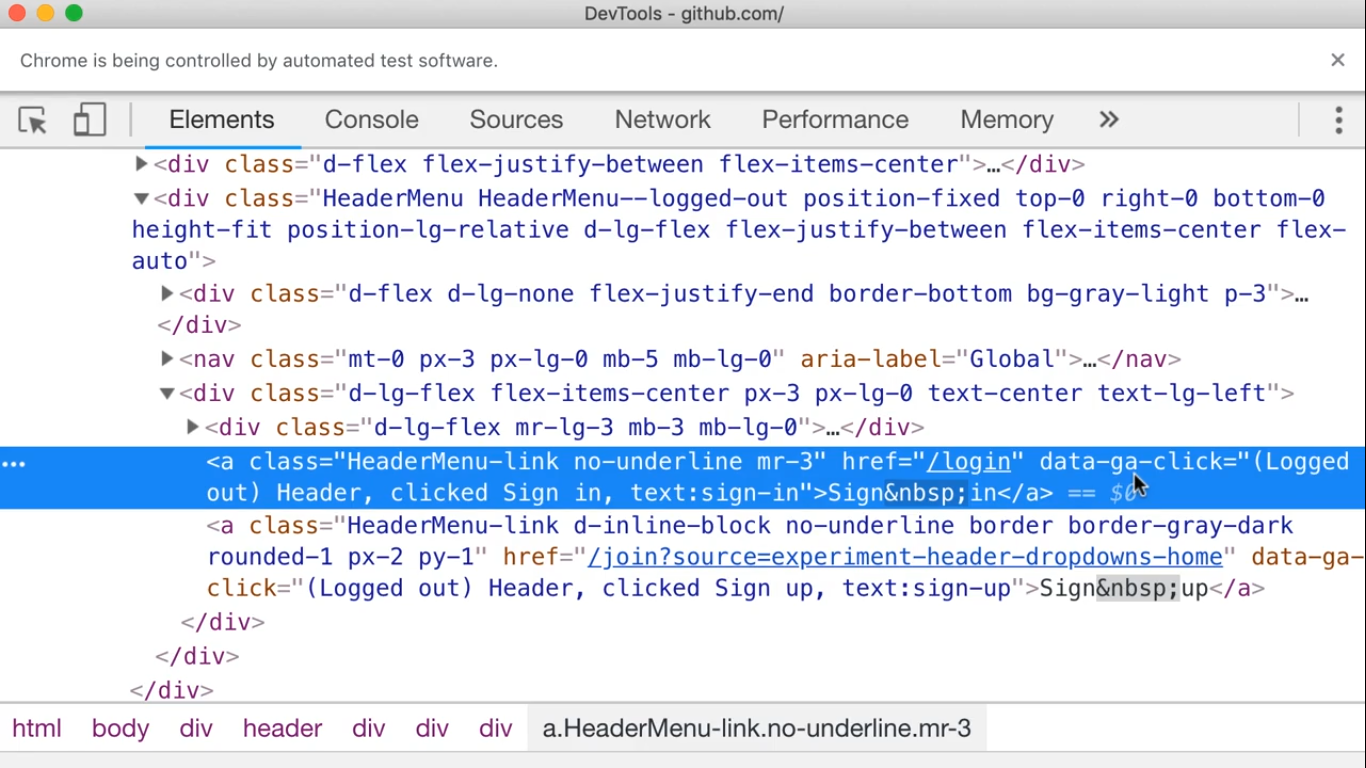 DevTools - github.com/
Chrome is being controlled by automated test software.
Elements Console Sources Network Performance Memory
<div class="d-flex flex-justify-between flex-items-center">…</div>
<div class="HeaderMenu HeaderMenu--logged-out position-fixed top-0 right-0 bottom-0
height-fit position-lg-relative d-lg-flex flex-justify-between flex-items-center flex-
auto">
<div class="d-flex d-lg-none flex-justify-end border-bottom bg-gray-light p-3">…
</div>
<nav class="mt-0 px-3 px-lg-0 mb-5 mb-lg-0" aria-label="Global">…</nav>
<div class="d-lg-flex flex-items-center px-3 px-lg-0 text-center text-lg-left">
<div class="d-lg-flex mr-lg-3 mb-3 mb-lg-0">…</div>
<a class="HeaderMenu-link no-underline mr-3" href="/login" data-ga-click="(Logged
out) Header, clicked Sign in, text:sign-in">Sign&nbsp;in</a> == $0
<a class="HeaderMenu-link d-inline-block no-underline border border-gray-dark
rounded-1 px-2 py-1" href="/join?source=experiment-header-dropdowns-home" data-ga-
click="(Logged out) Header, clicked Sign up, text:sign-up">Sign&nbsp;up</a>
</div>
</div>
</div>
html body div header div div div a.HeaderMenu-link.no-underline.mr-3